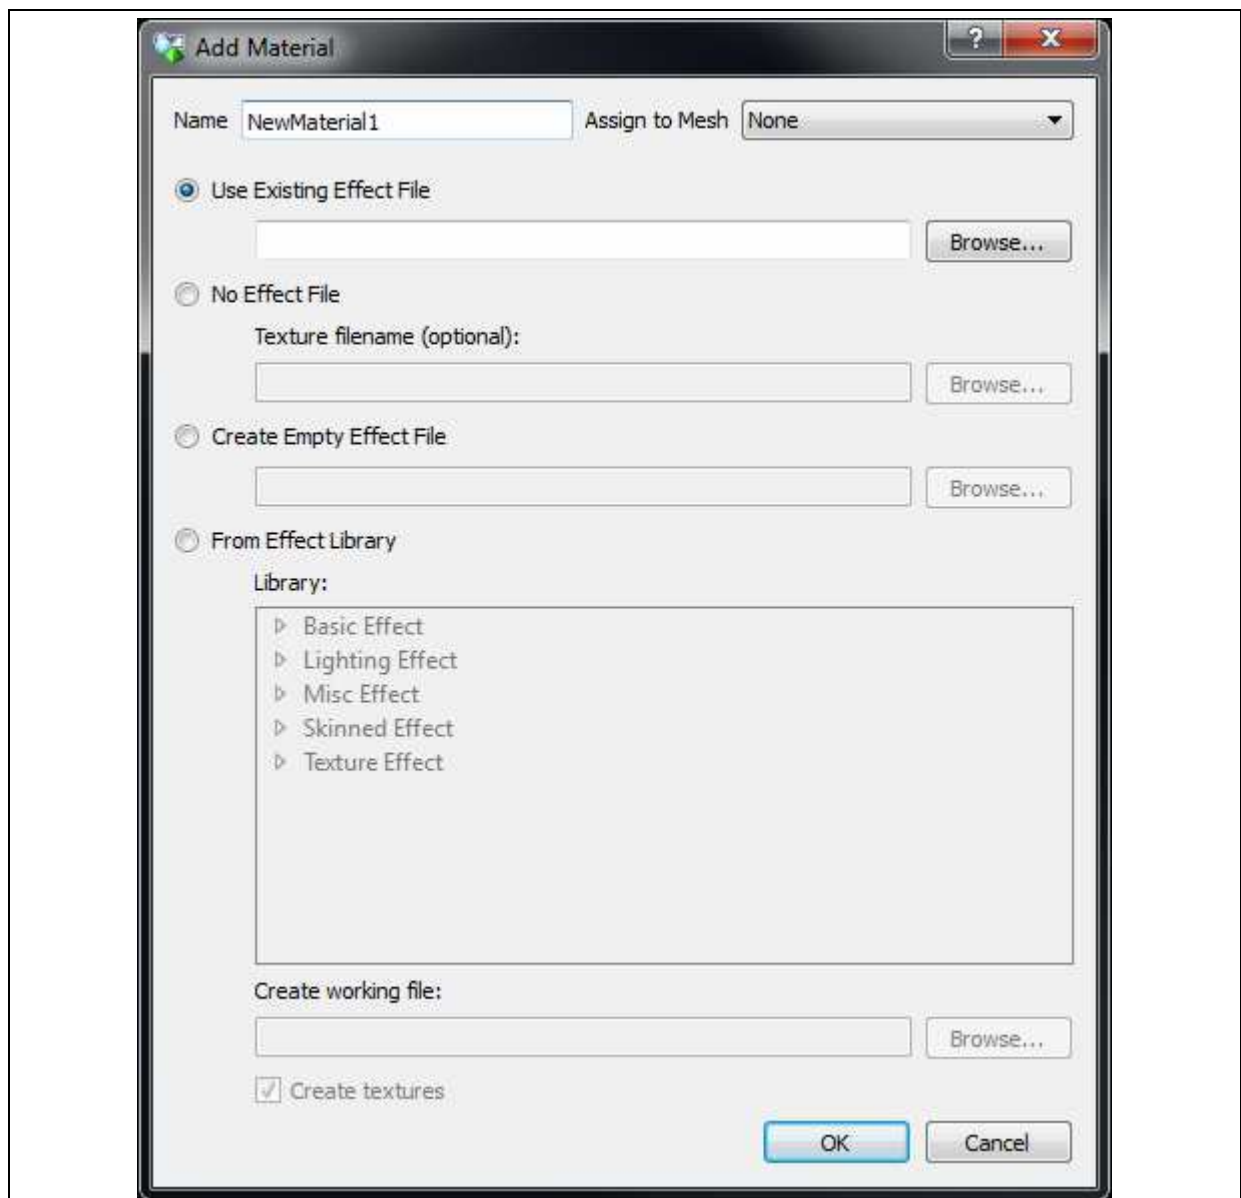 Add Material
Name NewMaterial1 Assign to Mesh None
Use Existing Effect File
Browse...
No Effect File
Texture filename (optional):
Browse...
Create Empty Effect File
Browse...
From Effect Library
Library:
Basic Effect
Lighting Effect
Misc Effect
Skinned Effect
Texture Effect
Create working file:
Browse...
Create textures
OK Cancel